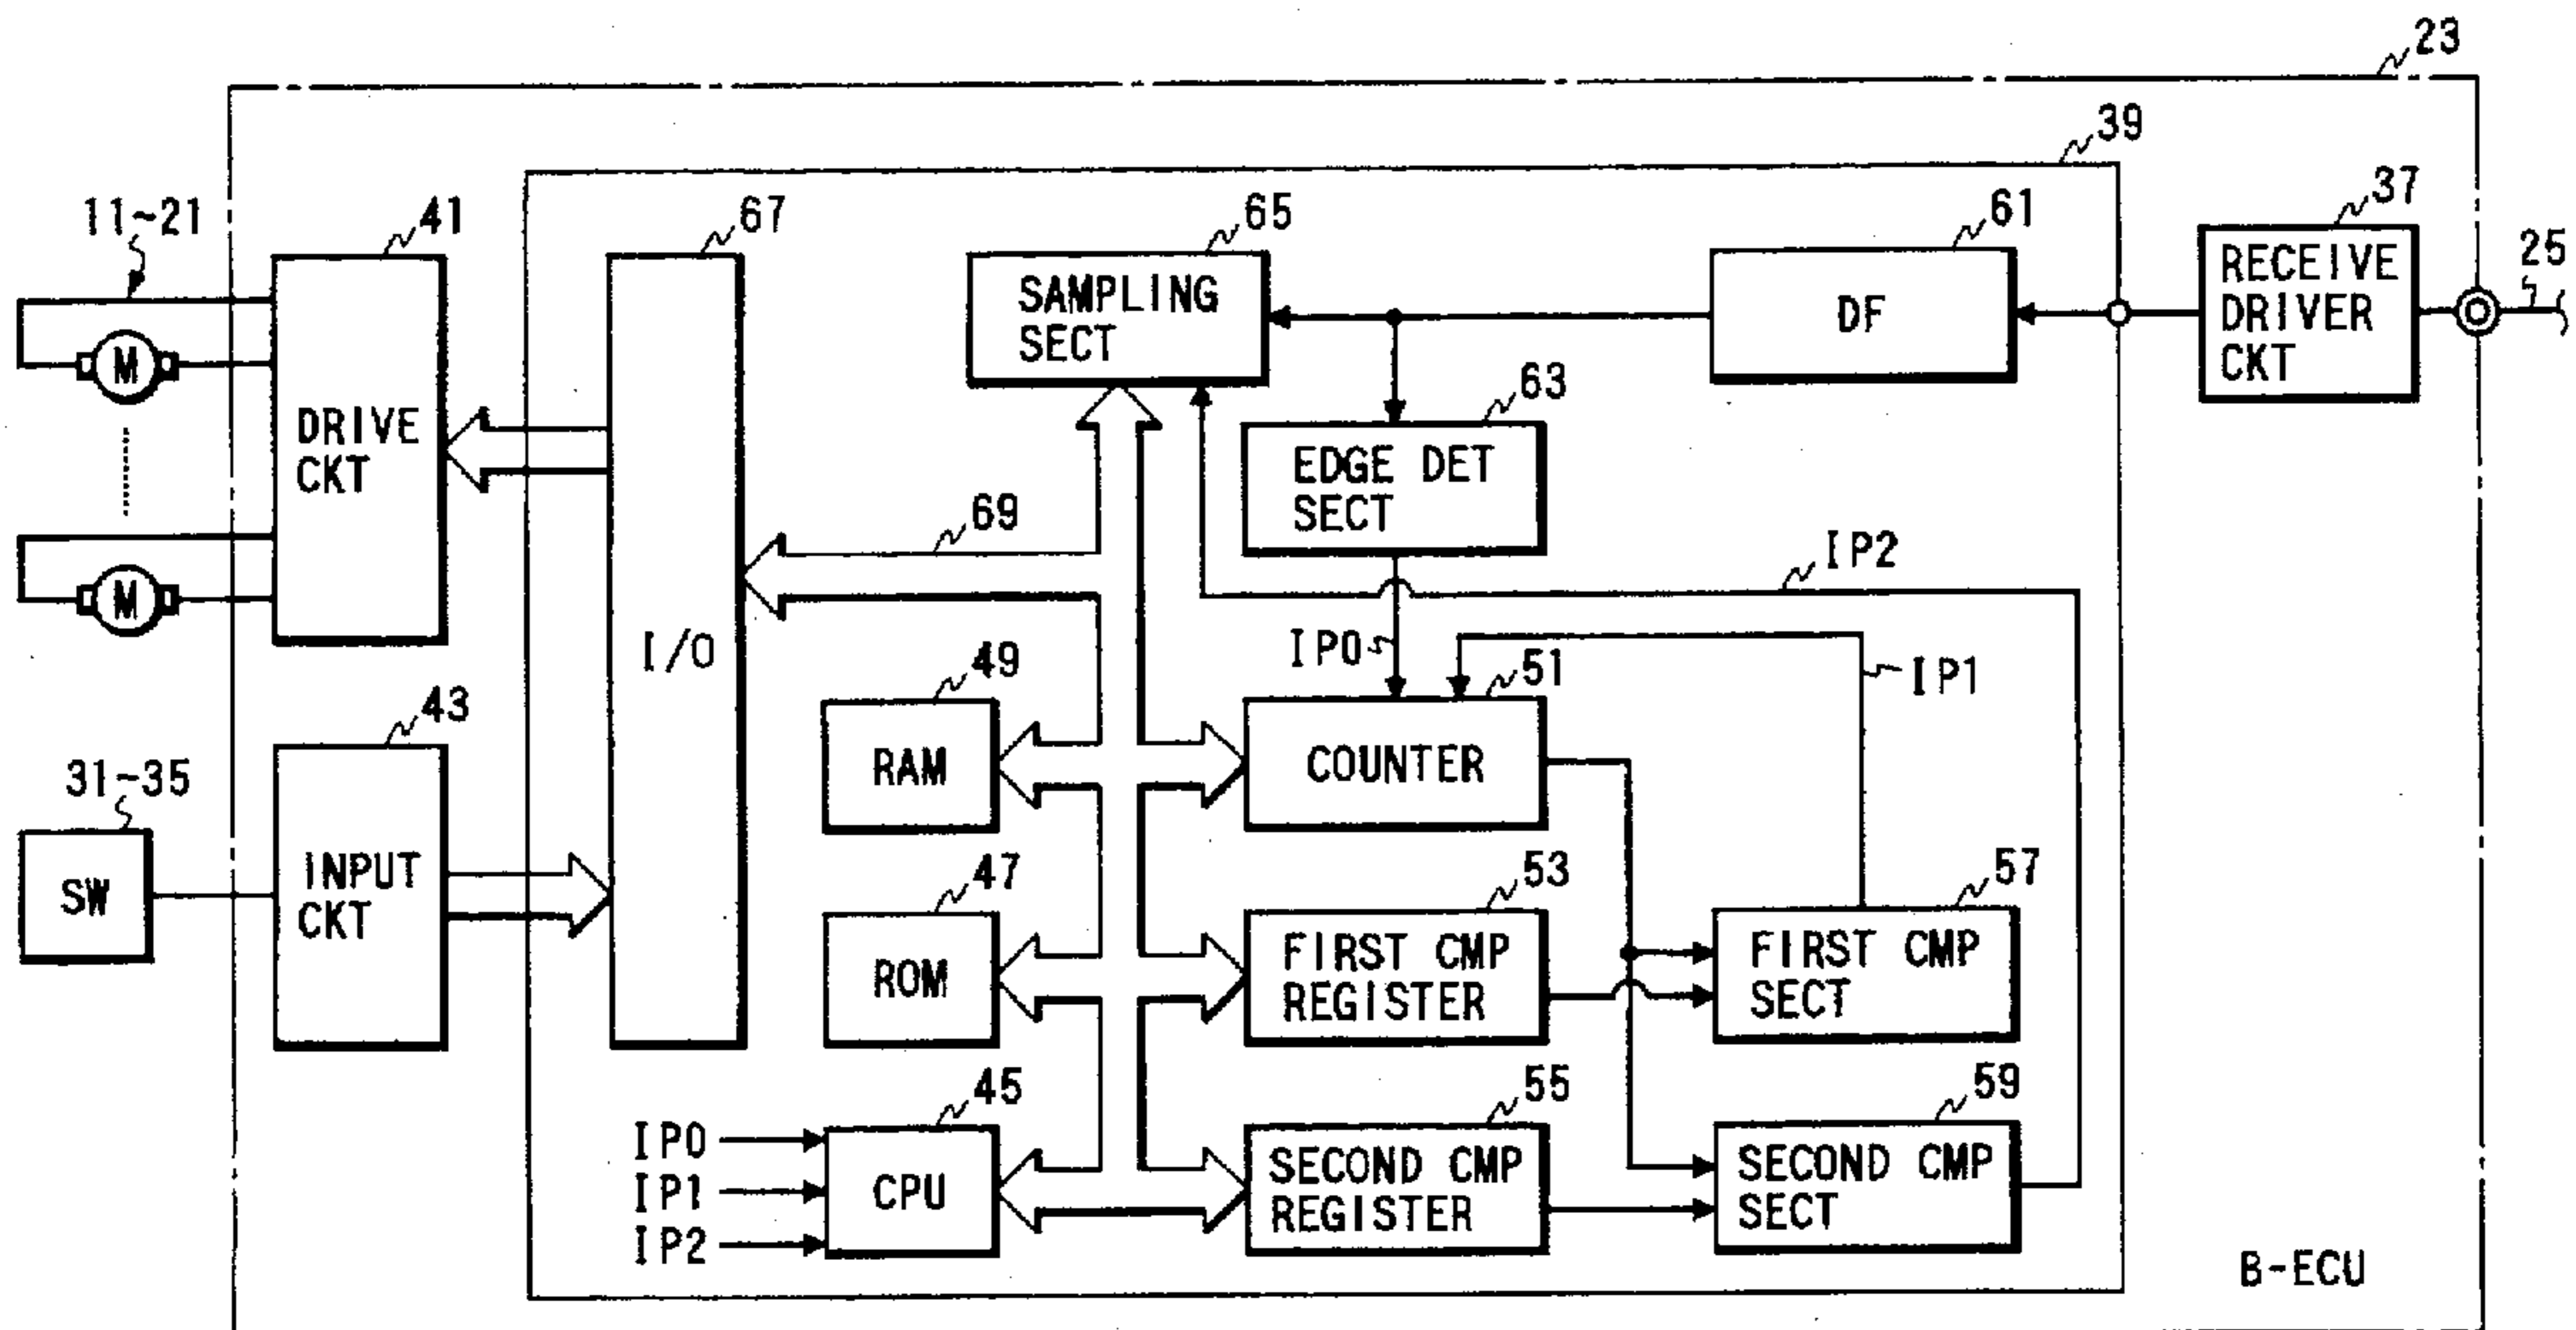 23
39
37
61
65
67
41
11~21
25
RECEIVE
DRIVER
CKT
SAMPLING
SECT
DF
M
63
DRIVE
CKT
EDGE DET
SECT
69
IP2
M
I/O
IP0
IP1
49
51
43
RAM
COUNTER
31~35
SW
INPUT
CKT
47
53
57
ROM
FIRST CMP
REGISTER
FIRST CMP
SECT
45
55
59
IP0
IP1
IP2
CPU
SECOND CMP
REGISTER
SECOND CMP
SECT
B-ECU